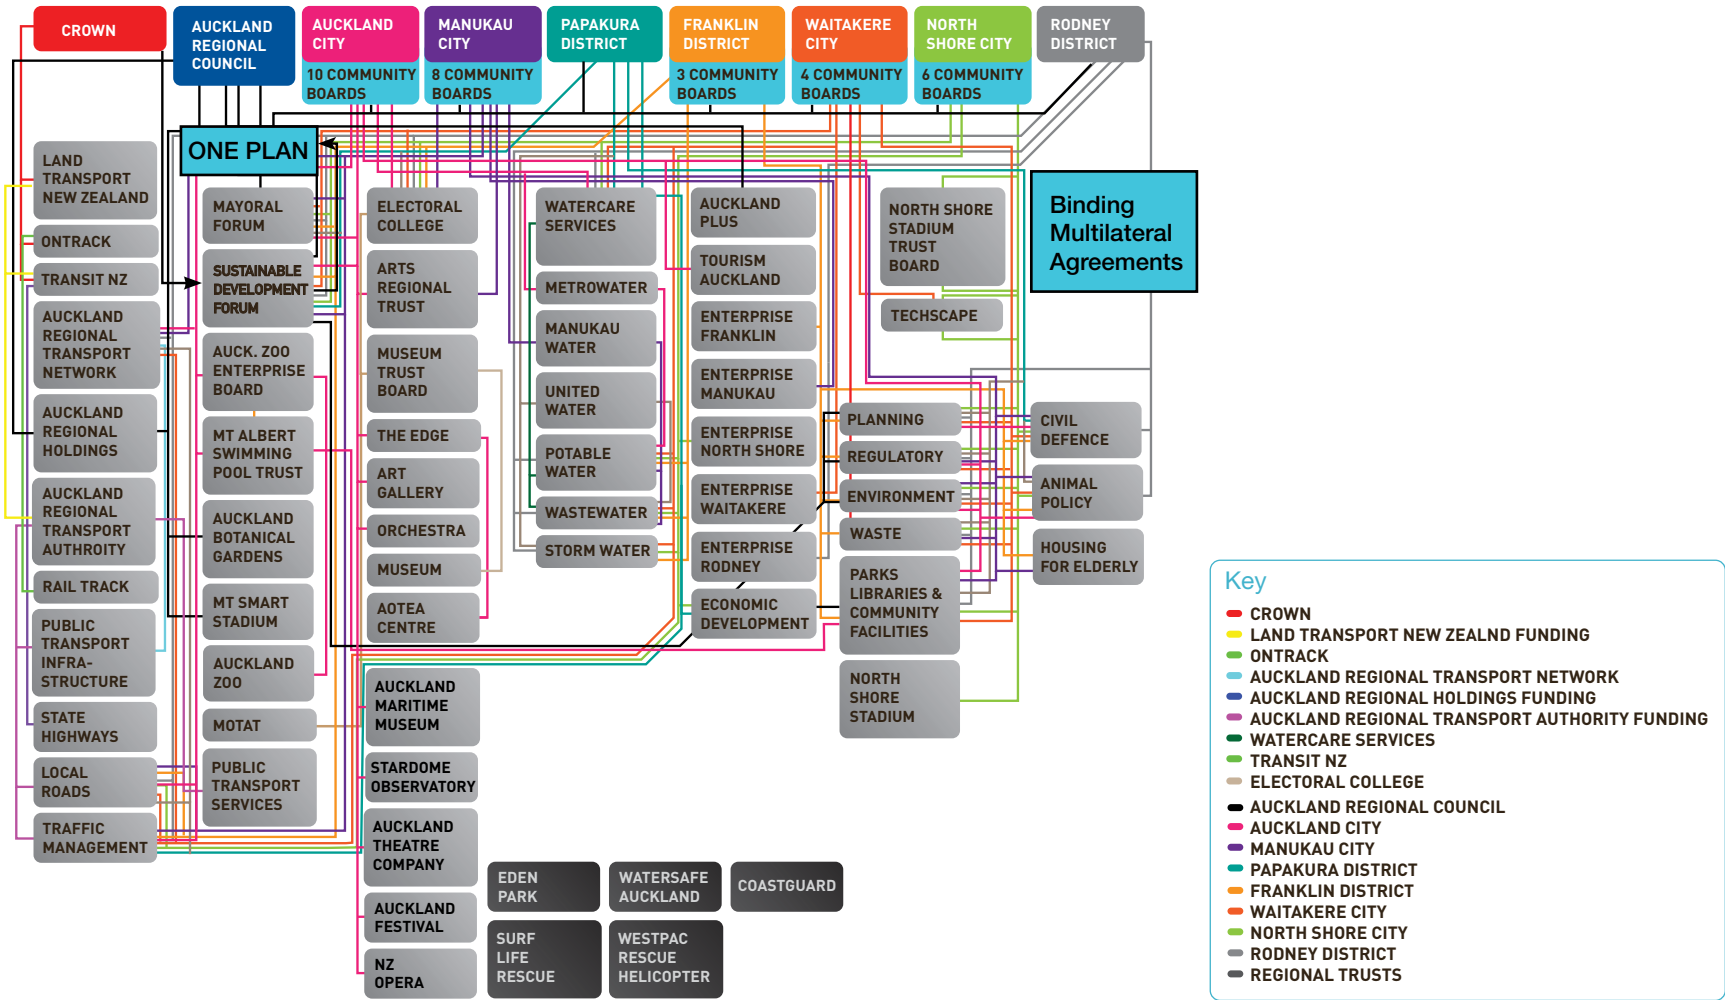 CROWN
AUCKLAND
REGIONAL
COUNCIL
AUCKLAND
CITY
10 COMMUNITY
BOARDS
MANUKAU
CITY
8 COMMUNITY
BOARDS
PAPAKURA
DISTRICT
FRANKLIN
DISTRICT
3 COMMUNITY
BOARDS
WAITAKERE
CITY
4 COMMUNITY
BOARDS
NORTH
SHORE CITY
6 COMMUNITY
BOARDS
RODNEY
DISTRICT
ONE PLAN
Binding
Multilateral
Agreements
LAND
TRANSPORT
NEW ZEALAND
ONTRACK
TRANSIT NZ
AUCKLAND
REGIONAL
TRANSPORT
NETWORK
AUCKLAND
REGIONAL
HOLDINGS
AUCKLAND
REGIONAL
TRANSPORT
AUTHROITY
RAIL TRACK
PUBLIC
TRANSPORT
INFRA-
STRUCTURE
STATE
HIGHWAYS
LOCAL
ROADS
TRAFFIC
MANAGEMENT
MAYORAL
FORUM
SUSTAINABLE
DEVELOPMENT
FORUM
AUCK. ZOO
ENTERPRISE
BOARD
MT ALBERT
SWIMMING
POOL TRUST
AUCKLAND
BOTANICAL
GARDENS
MT SMART
STADIUM
AUCKLAND
ZOO
MOTAT
PUBLIC
TRANSPORT
SERVICES
ELECTORAL
COLLEGE
ARTS
REGIONAL
TRUST
MUSEUM
TRUST
BOARD
THE EDGE
ART
GALLERY
ORCHESTRA
MUSEUM
AOTEA
CENTRE
AUCKLAND
MARITIME
MUSEUM
STARDOME
OBSERVATORY
AUCKLAND
THEATRE
COMPANY
AUCKLAND
FESTIVAL
NZ
OPERA
WATERCARE
SERVICES
METROWATER
MANUKAU
WATER
UNITED
WATER
POTABLE
WATER
WASTEWATER
STORM WATER
AUCKLAND
PLUS
TOURISM
AUCKLAND
ENTERPRISE
FRANKLIN
ENTERPRISE
MANUKAU
ENTERPRISE
NORTH SHORE
ENTERPRISE
WAITAKERE
ENTERPRISE
RODNEY
ECONOMIC
DEVELOPMENT
NORTH SHORE
STADIUM
TRUST
BOARD
TECHSCAPE
PLANNING
REGULATORY
ENVIRONMENT
WASTE
PARKS
LIBRARIES &
COMMUNITY
FACILITIES
NORTH
SHORE
STADIUM
CIVIL
DEFENCE
ANIMAL
POLICY
HOUSING
FOR ELDERLY
EDEN
PARK
WATERSAFE
AUCKLAND
COASTGUARD
SURF
LIFE
RESCUE
WESTPAC
RESCUE
HELICOPTER
Key
CROWN
LAND TRANSPORT NEW ZEALND FUNDING
ONTRACK
AUCKLAND REGIONAL TRANSPORT NETWORK
AUCKLAND REGIONAL HOLDINGS FUNDING
AUCKLAND REGIONAL TRANSPORT AUTHORITY FUNDING
WATERCARE SERVICES
TRANSIT NZ
ELECTORAL COLLEGE
AUCKLAND REGIONAL COUNCIL
AUCKLAND CITY
MANUKAU CITY
PAPAKURA DISTRICT
FRANKLIN DISTRICT
WAITAKERE CITY
NORTH SHORE CITY
RODNEY DISTRICT
REGIONAL TRUSTS